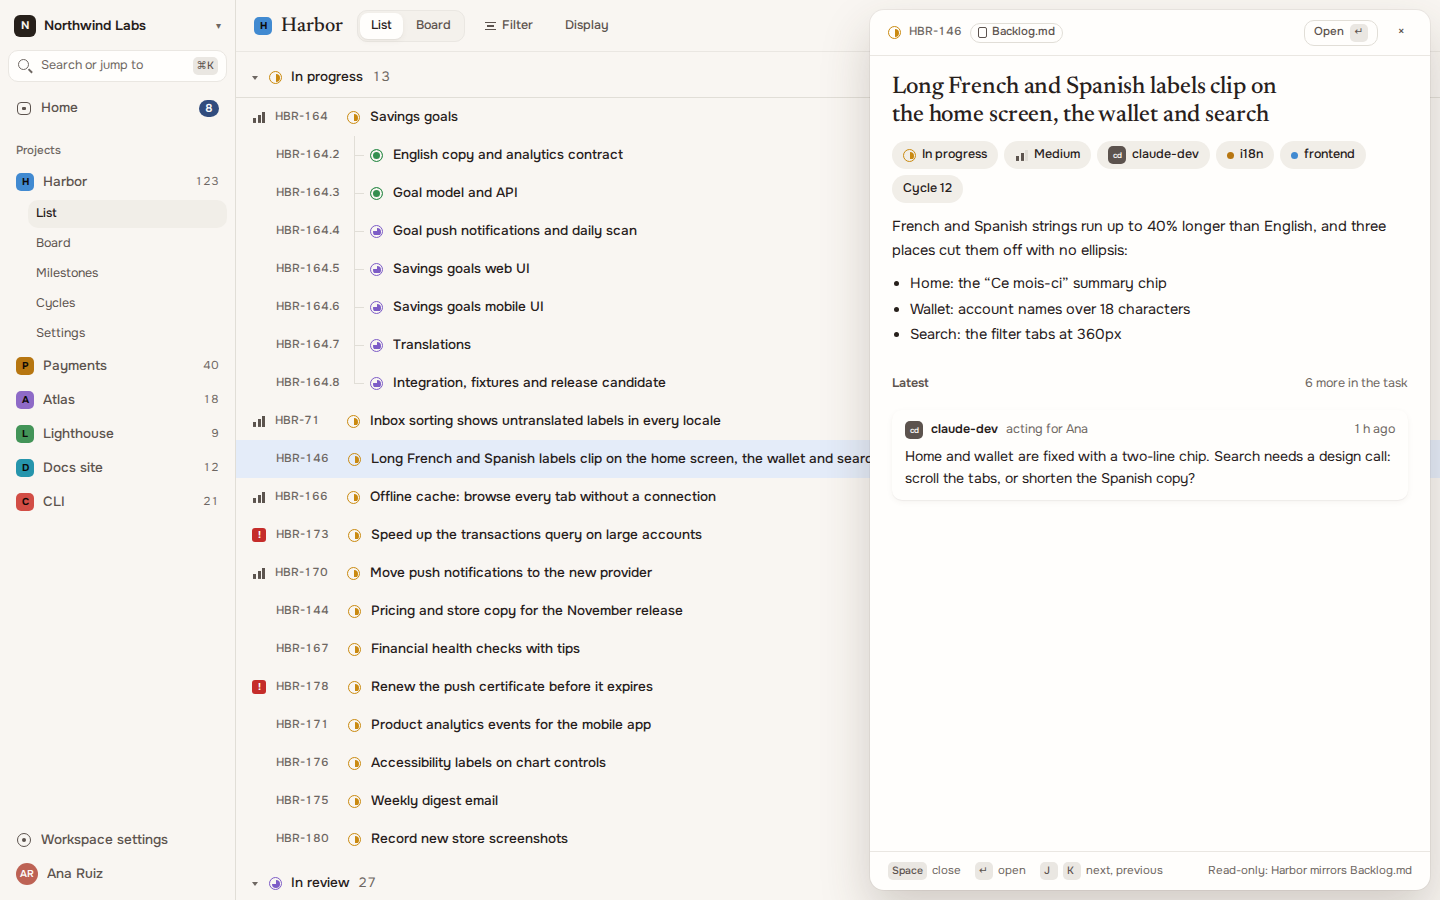 N Northwind Labs
Search or jump to ⌘K
Home 8
Projects
H Harbor 123
List
Board
Milestones
Cycles
Settings
P Payments 40
A Atlas 18
L Lighthouse 9
D Docs site 12
C CLI 21
Workspace settings
AR Ana Ruiz
H Harbor List Board Filter Display
In progress 13
HBR-164 Savings goals
HBR-164.2 English copy and analytics contract
HBR-164.3 Goal model and API
HBR-164.4 Goal push notifications and daily scan
HBR-164.5 Savings goals web UI
HBR-164.6 Savings goals mobile UI
HBR-164.7 Translations
HBR-164.8 Integration, fixtures and release candidate
HBR-71 Inbox sorting shows untranslated labels in every locale
HBR-146 Long French and Spanish labels clip on the home screen, the wallet and searc
HBR-166 Offline cache: browse every tab without a connection
! HBR-173 Speed up the transactions query on large accounts
HBR-170 Move push notifications to the new provider
HBR-144 Pricing and store copy for the November release
HBR-167 Financial health checks with tips
! HBR-178 Renew the push certificate before it expires
HBR-171 Product analytics events for the mobile app
HBR-176 Accessibility labels on chart controls
HBR-175 Weekly digest email
HBR-180 Record new store screenshots
In review 27
HBR-146 Backlog.md Open ↵ ×
Long French and Spanish labels clip on
the home screen, the wallet and search
In progress Medium cd claude-dev i18n frontend
Cycle 12
French and Spanish strings run up to 40% longer than English, and three
places cut them off with no ellipsis:
• Home: the “Ce mois-ci” summary chip
• Wallet: account names over 18 characters
• Search: the filter tabs at 360px
Latest 6 more in the task
cd claude-dev acting for Ana 1 h ago
Home and wallet are fixed with a two-line chip. Search needs a design call:
scroll the tabs, or shorten the Spanish copy?
Space close ↵ open J K next, previous Read-only: Harbor mirrors Backlog.md